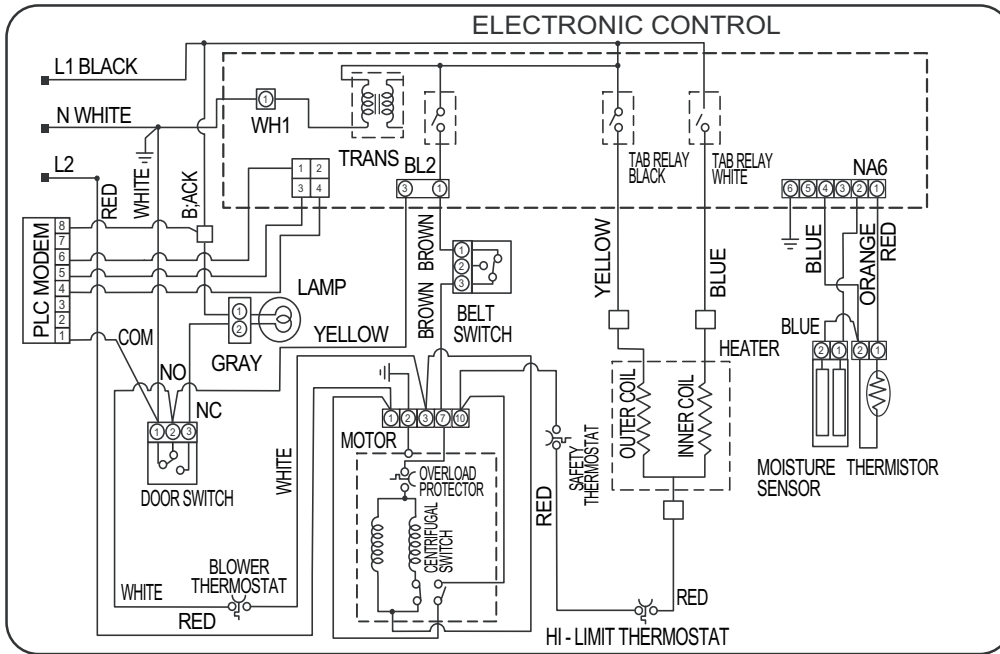 ELECTRONIC CONTROL
L1 BLACK
N WHITE
WH1
TRANS
BL2
TAB RELAY
BLACK
TAB RELAY
WHITE
NA6
L2
RED
WHITE
B;ACK
1 2
3 4
3 1
6 5 4 3 2 1
PLC MODEM
8
7
6
5
4
3
2
1
BROWN
BROWN
1
2
3
BELT
SWITCH
YELLOW
BLUE
BLUE
ORANGE
RED
LAMP
1
2
GRAY
YELLOW
COM
NO
NC
1 2 3
DOOR SWITCH
BLUE
2 1 2 1
HEATER
OUTER COIL
INNER COIL
MOISTURE
SENSOR
THERMISTOR
1 2 3 7 10
MOTOR
OVERLOAD
PROTECTOR
CENTRIFUGAL
SWITCH
WHITE
RED
SAFETY
THERMOSTAT
BLOWER
THERMOSTAT
WHITE
RED
RED
HI - LIMIT THERMOSTAT